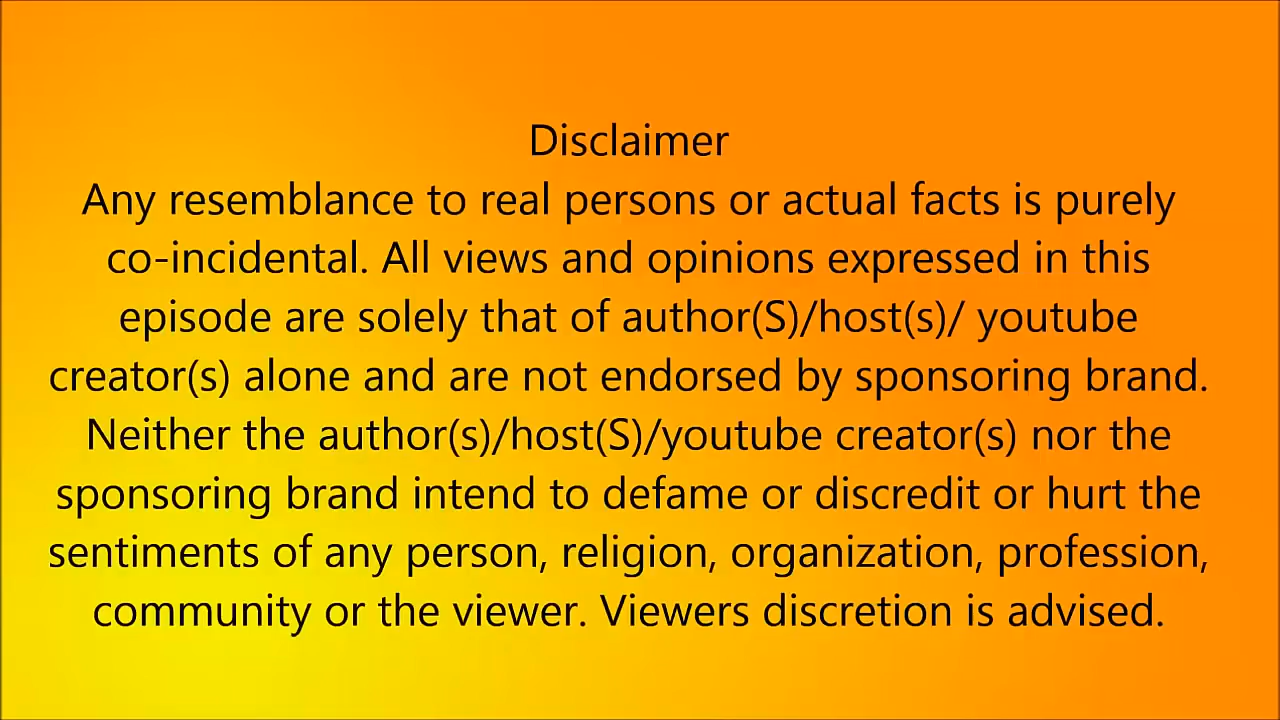 Disclaimer
Any resemblance to real persons or actual facts is purely
co-incidental. All views and opinions expressed in this
episode are solely that of author(S)/host(s)/ youtube
creator(s) alone and are not endorsed by sponsoring brand.
Neither the author(s)/host(S)/youtube creator(s) nor the
sponsoring brand intend to defame or discredit or hurt the
sentiments of any person, religion, organization, profession,
community or the viewer. Viewers discretion is advised.